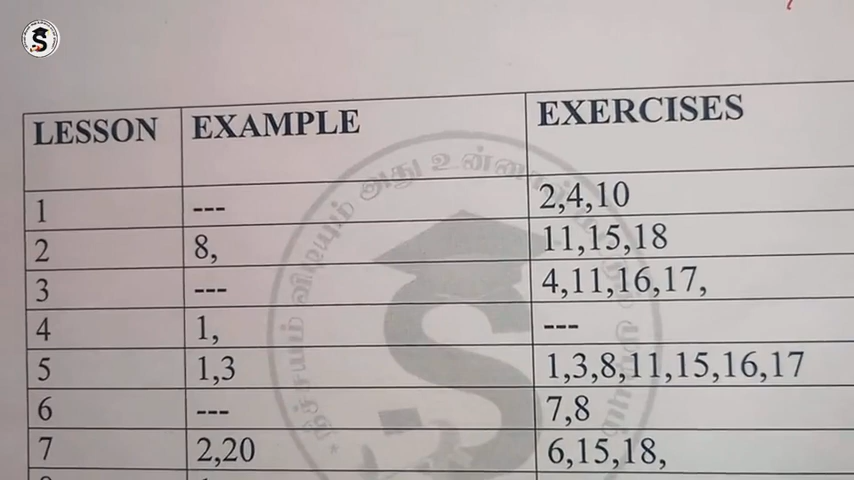 LESSON EXAMPLE EXERCISES
1 --- 2,4,10
2 8, 11,15,18
3 --- 4,11,16,17,
4 1, ---
5 1,3 1,3,8,11,15,16,17
6 --- 7,8
7 2,20 6,15,18,